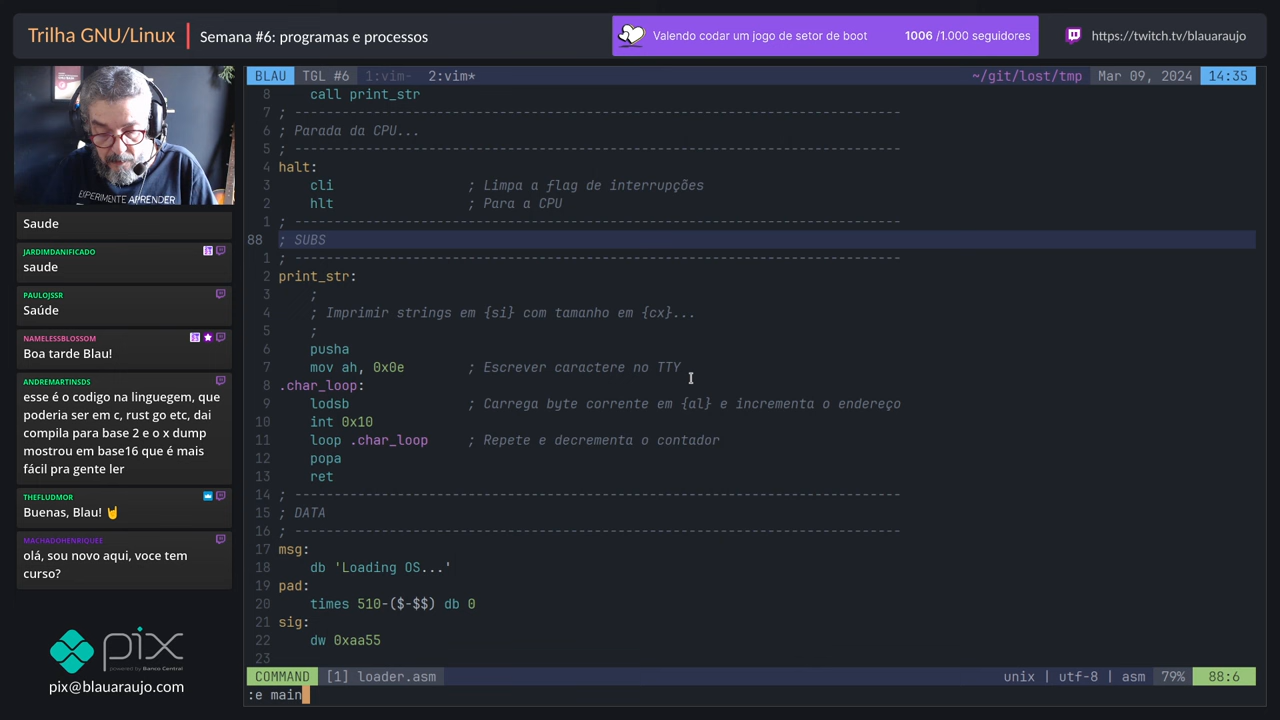 Trilha GNU/Linux
Semana #6: programas e processos
Valendo codar um jogo de setor de boot 1006 /1.000 seguidores
https://twitch.tv/blauaraujo
EXPERIMENTE APRENDER
Saude
JARDIMDANIFICADO
saude
PAULOJSSR
Saúde
NAMELESSBLOSSOM
Boa tarde Blau!
ANDREMARTINSDS
esse é o codigo na linguegem, que
poderia ser em c, rust go etc, dai
compila para base 2 e o x dump
mostrou em base16 que é mais
fácil pra gente ler
THEFLUDMOR
Buenas, Blau! 🤘
MACHADOHENRIQUEE
olá, sou novo aqui, voce tem
curso?
pix
powered by Banco Central
pix@blauaraujo.com
BLAU TGL #6 1:vim- 2:vim* ~/git/lost/tmp Mar 09, 2024 14:35
8 call print_str
7 ; -------------------------------------------------------------------------------
6 ; Parada da CPU...
5 ; -------------------------------------------------------------------------------
4 halt:
3 cli ; Limpa a flag de interrupções
2 hlt ; Para a CPU
1 ; -------------------------------------------------------------------------------
88 ; SUBS
1 ; -------------------------------------------------------------------------------
2 print_str:
3 ;
4 ; Imprimir strings em {si} com tamanho em {cx}...
5 ;
6 pusha
7 mov ah, 0x0e ; Escrever caractere no TTY
8 .char_loop:
9 lodsb ; Carrega byte corrente em {al} e incrementa o endereço
10 int 0x10
11 loop .char_loop ; Repete e decrementa o contador
12 popa
13 ret
14 ; -------------------------------------------------------------------------------
15 ; DATA
16 ; -------------------------------------------------------------------------------
17 msg:
18 db 'Loading OS...'
19 pad:
20 times 510-($-$$) db 0
21 sig:
22 dw 0xaa55
23
COMMAND [1] loader.asm unix | utf-8 | asm 79% 88:6
:e main